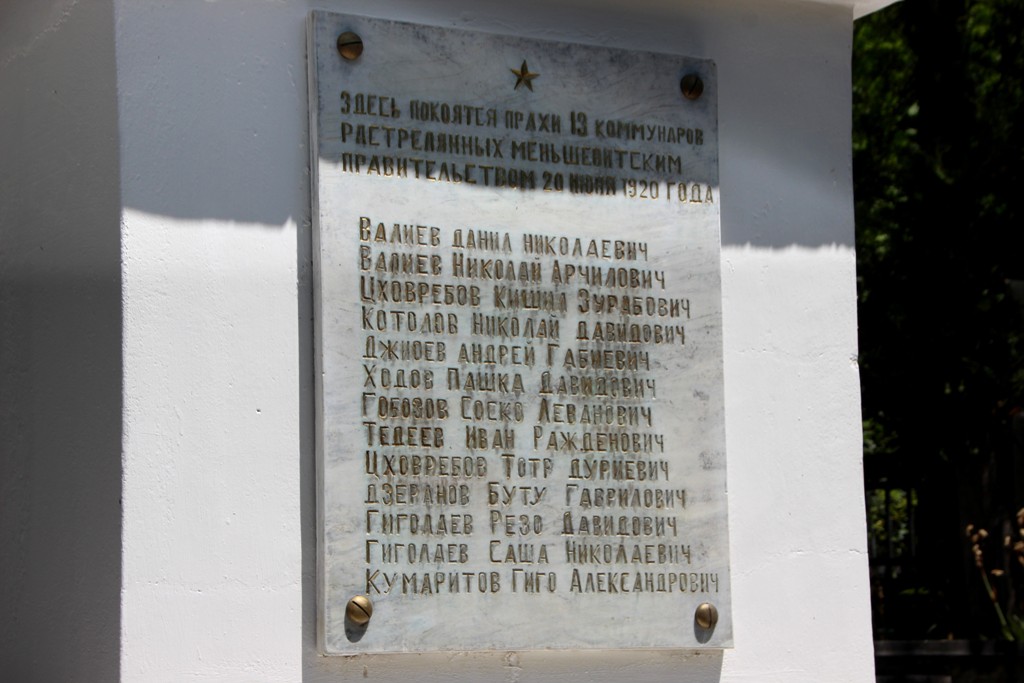 ЗДЕСЬ ПОКОЯТСЯ ПРАХИ 13 КОММУНАРОВ
РАСТРЕЛЯННЫХ МЕНЬШЕВИТСКИМ
ПРАВИТЕЛЬСТВОМ 20 ИЮНЯ 1920 ГОДА
ВАЛИЕВ ДАНИЛ НИКОЛАЕВИЧ
ВАЛИЕВ НИКОЛАЙ АРЧИЛОВИЧ
ЦХОВРЕБОВ КИШИЛ ЗУРАБОВИЧ
КОТОЛОВ НИКОЛАЙ ДАВИДОВИЧ
ДЖИОЕВ АНДРЕЙ ГАБИЕВИЧ
ХОДОВ ПАШКА ДАВИДОВИЧ
ГОБОЗОВ СОСКО ЛЕВАНОВИЧ
ТЕДЕЕВ ИВАН РАЖДЕНОВИЧ
ЦХОВРЕБОВ ТОТР ДУРИЕВИЧ
ДЗЕРАНОВ БУТУ ГАВРИЛОВИЧ
ГИГОЛАЕВ РЕЗО ДАВИДОВИЧ
ГИГОЛАЕВ САША НИКОЛАЕВИЧ
КУМАРИТОВ ГИГО АЛЕКСАНДРОВИЧ